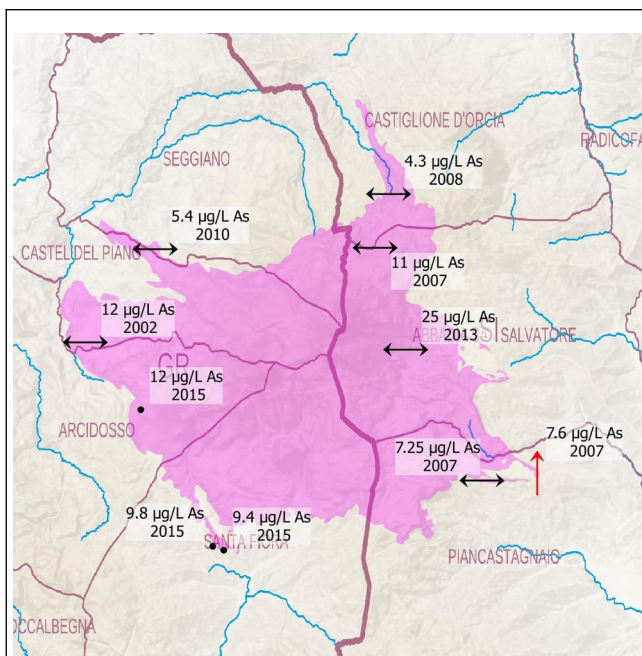 CASTIGLIONE D'ORCIA
RADICOFA
SEGGIANO
4.3 µg/L As
2008
5.4 µg/L As
2010
CASTEL DEL PIANO
11 µg/L As
2007
12 µg/L As
2002
25 µg/L As
2013
SI
SALVATORE
GR
12 µg/L As
2015
ARCIDOSSO
7.25 µg/L As
2007
7.6 µg/L As
2007
9.8 µg/L As
2015
9.4 µg/L As
2015
SANTA FIORA
PIANCASTAGNAIO
OCCALBEGNA